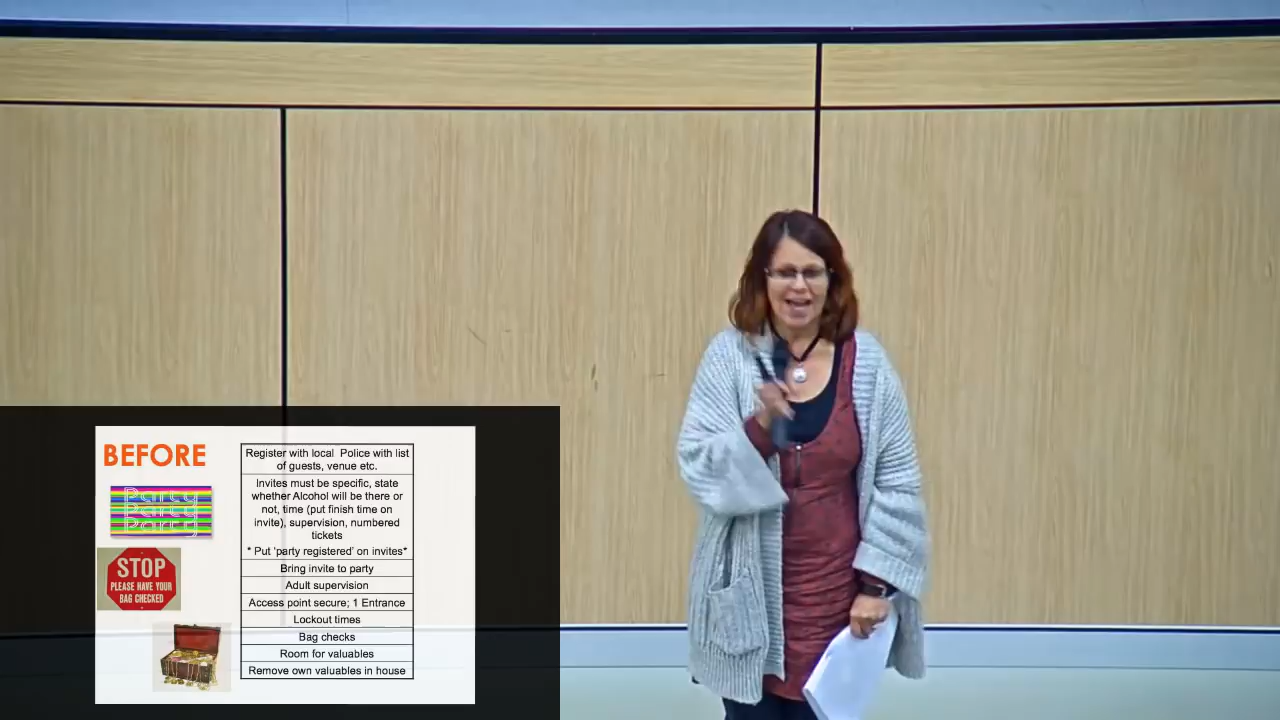 BEFORE
Party
Party
Party
STOP
PLEASE HAVE YOUR
BAG CHECKED
Register with local Police with list
of guests, venue etc.
Invites must be specific, state
whether Alcohol will be there or
not, time (put finish time on
invite), supervision, numbered
tickets
* Put 'party registered' on invites*
Bring invite to party
Adult supervision
Access point secure; 1 Entrance
Lockout times
Bag checks
Room for valuables
Remove own valuables in house